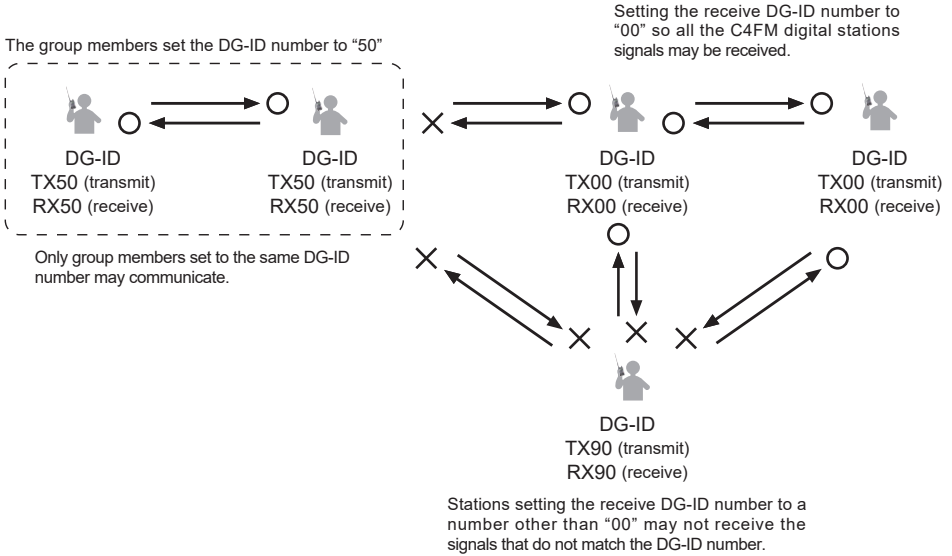 Setting the receive DG-ID number to
“00” so all the C4FM digital stations
signals may be received.
The group members set the DG-ID number to “50”
DG-ID
TX50 (transmit)
RX50 (receive)
DG-ID
TX50 (transmit)
RX50 (receive)
DG-ID
TX00 (transmit)
RX00 (receive)
DG-ID
TX00 (transmit)
RX00 (receive)
Only group members set to the same DG-ID
number may communicate.
DG-ID
TX90 (transmit)
RX90 (receive)
Stations setting the receive DG-ID number to a
number other than “00” may not receive the
signals that do not match the DG-ID number.